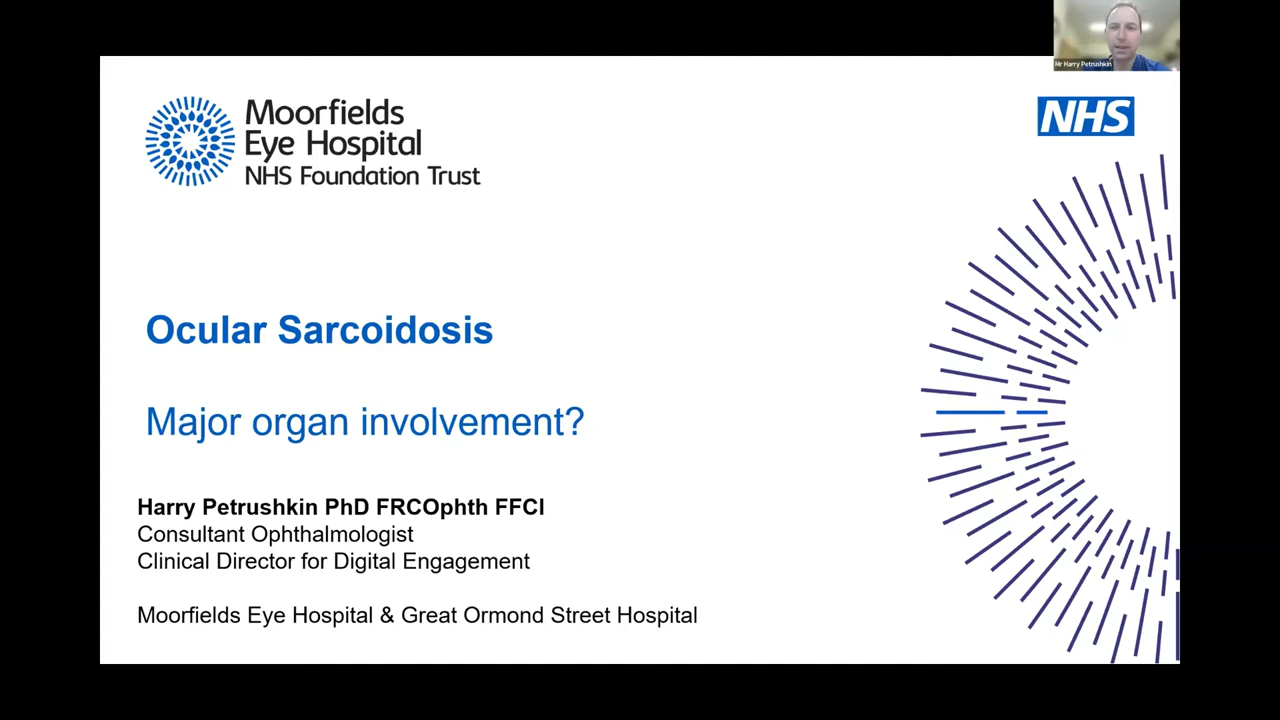 Mr Harry Petrushkin
Moorfields
Eye Hospital
NHS Foundation Trust
NHS
Ocular Sarcoidosis
Major organ involvement?
Harry Petrushkin PhD FRCOphth FFCI
Consultant Ophthalmologist
Clinical Director for Digital Engagement
Moorfields Eye Hospital & Great Ormond Street Hospital